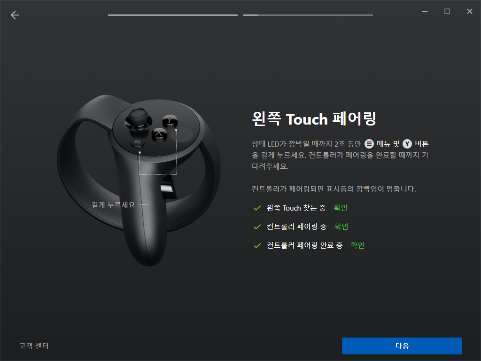 왼쪽 Touch 페어링
상태 LED가 깜박일 때까지 2초 동안 메뉴 및 Y 버튼
을 길게 누르세요. 컨트롤러가 페어링을 완료할 때까지 기
다려주세요.
컨트롤러가 페어링되면 표시등의 깜박임이 멈춥니다.
길게 누르세요
왼쪽 Touch 찾는 중 확인
컨트롤러 페어링 중 확인
컨트롤러 페어링 완료 중 확인
고객 센터
다음